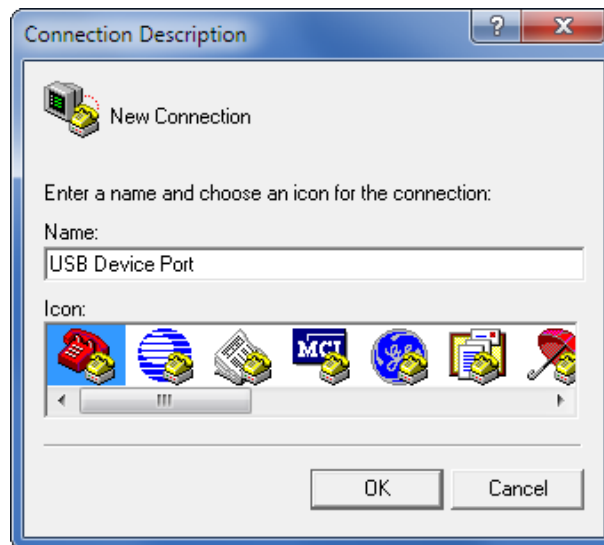 Connection Description
?
New Connection
Enter a name and choose an icon for the connection:
Name:
USB Device Port
Icon:
MCI
OK
Cancel